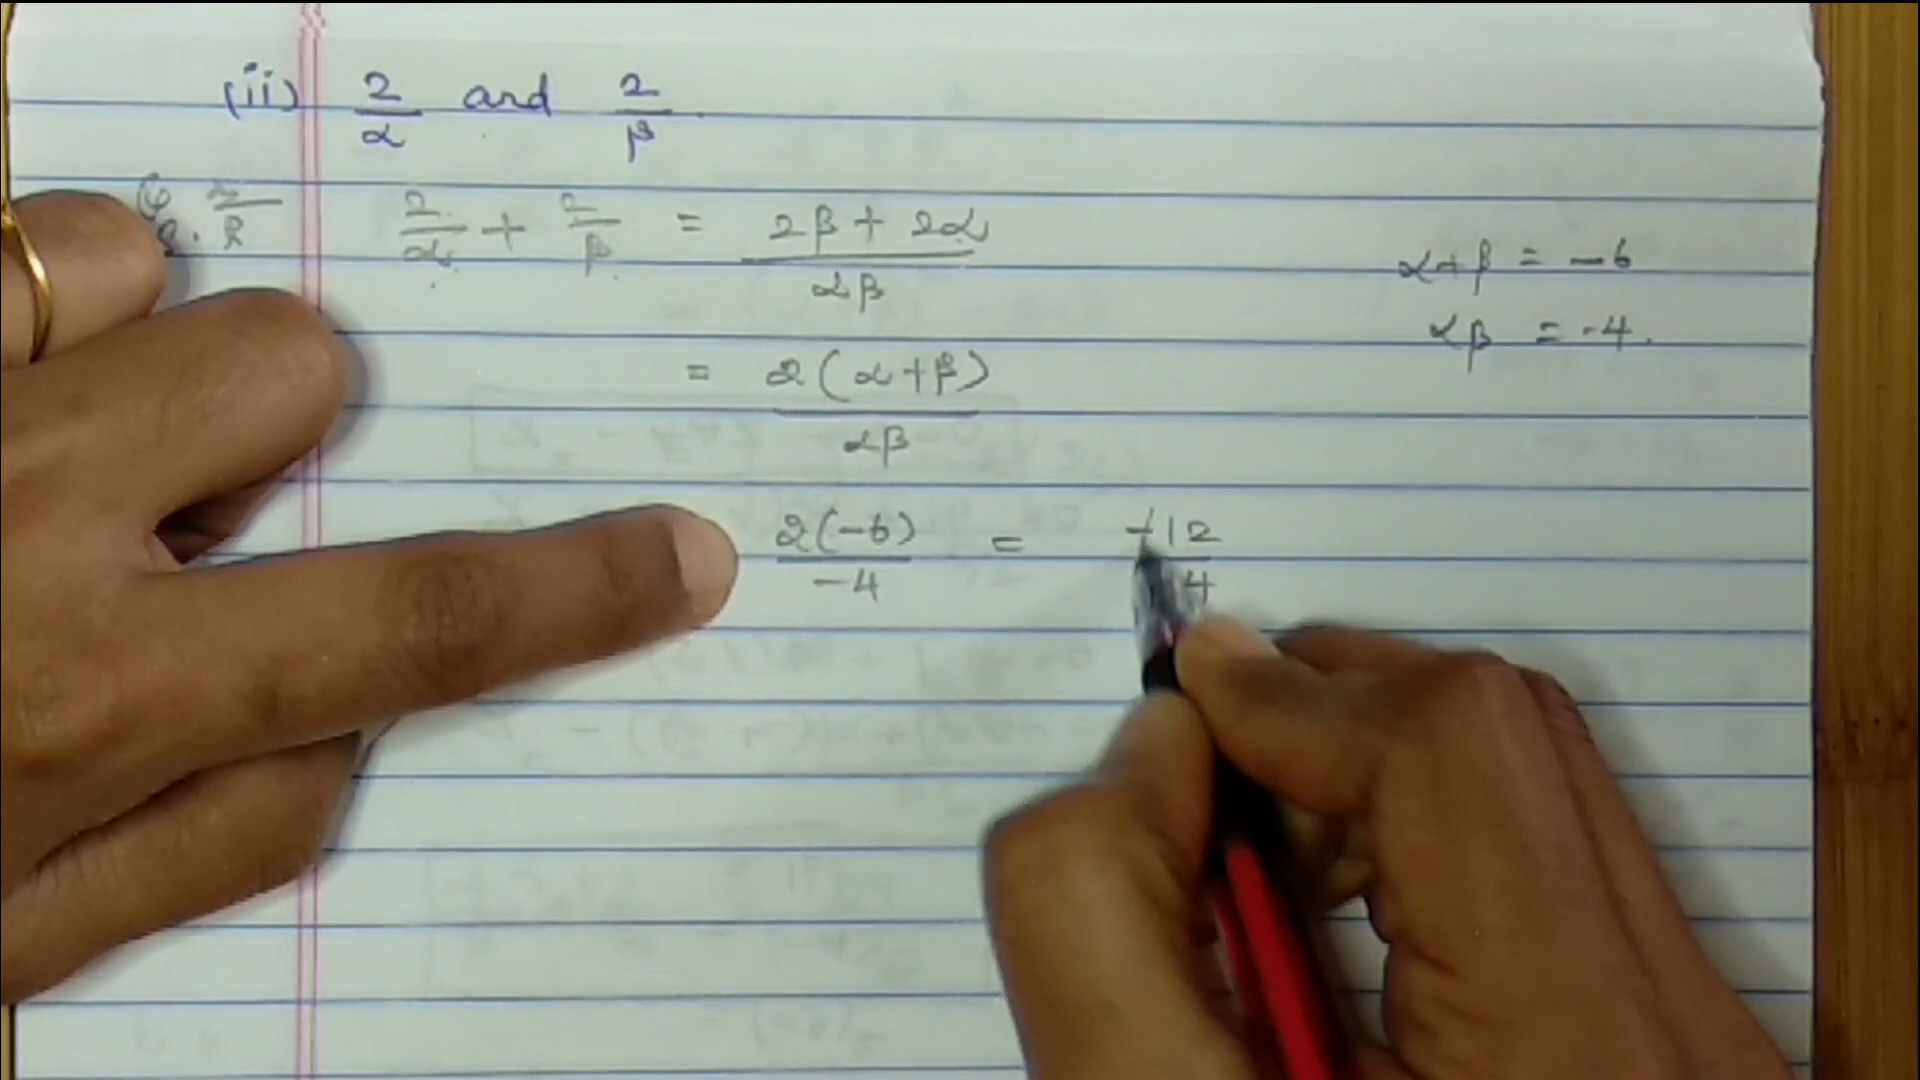 (ii) 2/α and 2/β.
2/α + 2/β = 2β + 2α / αβ
α+β = -6
αβ = -4.
= 2(α+β) / αβ
2(-6) / -4 = -12 / -4